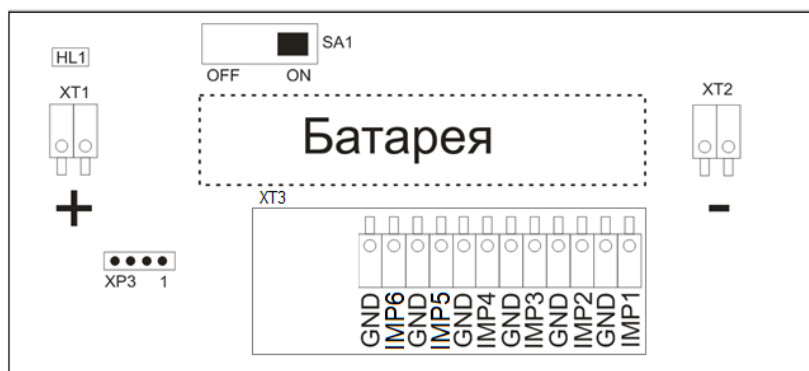 HL1
SA1
OFF ON
XT1
XT2
Батарея
+
-
XT3
XP3 1
GND
IMP6
GND
IMP5
GND
IMP4
GND
IMP3
GND
IMP2
GND
IMP1